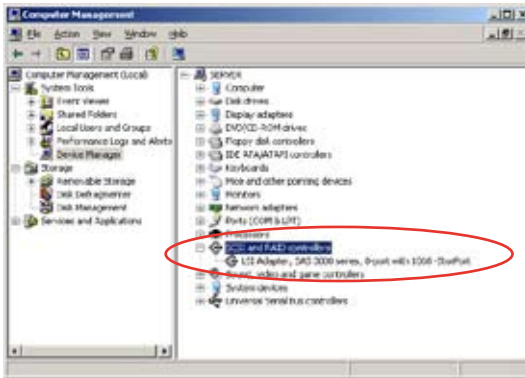 Computer Management
File Action View Window Help
Computer Management (Local)
System Tools
Event Viewer
Shared Folders
Local Users and Groups
Performance Logs and Alerts
Device Manager
Storage
Removable Storage
Disk Defragmenter
Disk Management
Services and Applications
SERVER
Computer
Disk drives
Display adapters
DVD/CD-ROM drives
Floppy disk controllers
IDE ATA/ATAPI controllers
Keyboards
Mice and other pointing devices
Monitors
Network adapters
Ports (COM & LPT)
Processors
SCSI and RAID controllers
LSI Adapter, SAS 3000 series, 8-port with 1068 -StorPort
Sound, video and game controllers
System devices
Universal Serial Bus controllers